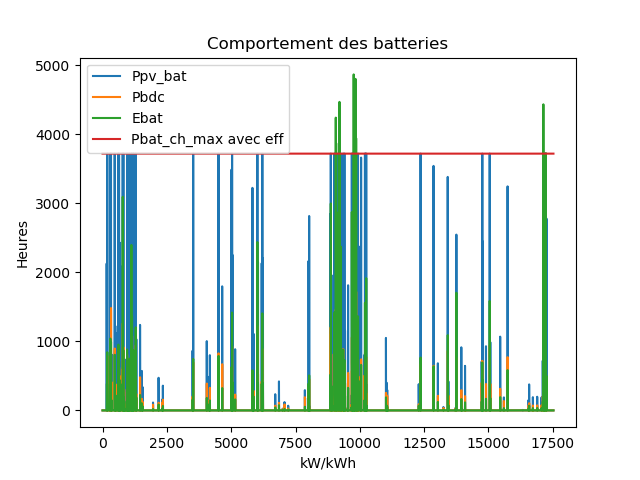 Comportement des batteries
Ppv_bat
Pbdc
Ebat
Pbat_ch_max avec eff
5000
4000
3000
2000
1000
0
Heures
0 2500 5000 7500 10000 12500 15000 17500
kW/kWh